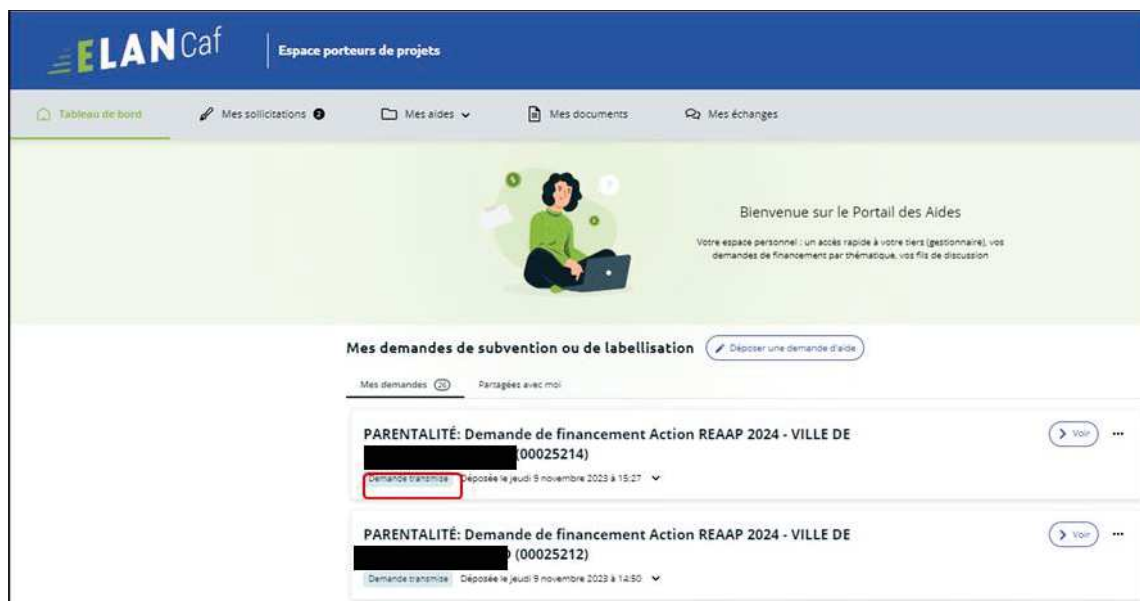 ELAN Caf
Espace porteurs de projets
Tableau de bord
Mes sollicitations 2
Mes aides
Mes documents
Mes échanges
Bienvenue sur le Portail des Aides
Votre espace personnel : un accès rapide à votre tiers (gestionnaire), vos
demandes de financement par thématique, vos fils de discussion
Mes demandes de subvention ou de labellisation
Déposer une demande d'aide
Mes demandes 26
Partagées avec moi
PARENTALITÉ: Demande de financement Action REAAP 2024 - VILLE DE
(00025214)
Voir
Demande transmise
Déposée le jeudi 9 novembre 2023 à 15:27
PARENTALITÉ: Demande de financement Action REAAP 2024 - VILLE DE
(00025212)
Voir
Demande transmise
Déposée le jeudi 9 novembre 2023 à 14:50